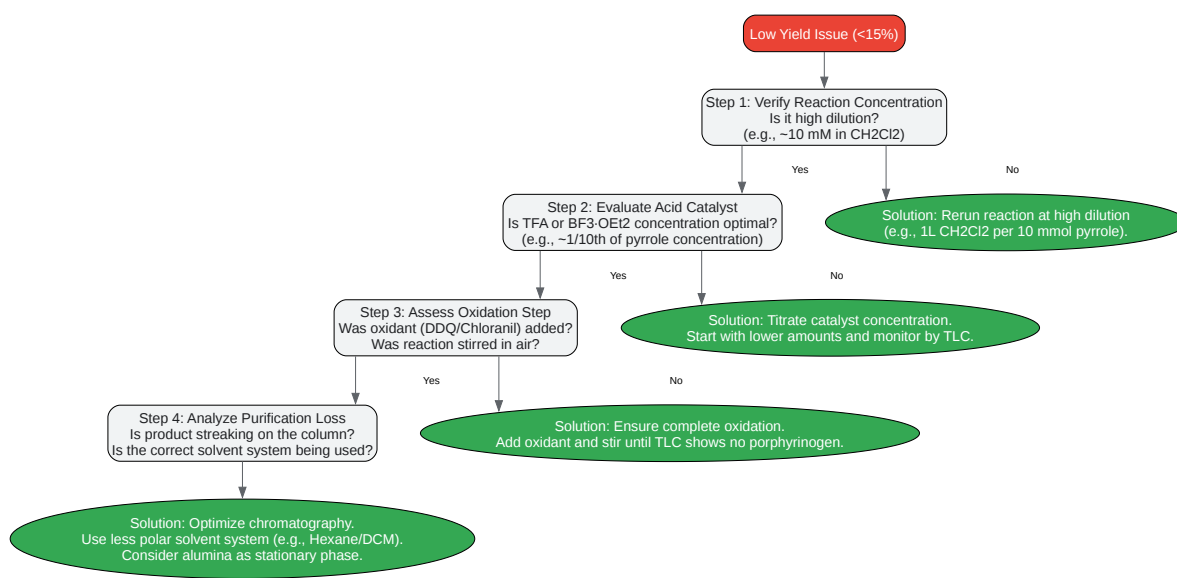 Low Yield Issue (<15%)
Step 1: Verify Reaction Concentration
Is it high dilution?
(e.g., ~10 mM in CH2Cl2)
Yes
No
Step 2: Evaluate Acid Catalyst
Is TFA or BF3·OEt2 concentration optimal?
(e.g., ~1/10th of pyrrole concentration)
Solution: Rerun reaction at high dilution
(e.g., 1L CH2Cl2 per 10 mmol pyrrole).
Yes
No
Step 3: Assess Oxidation Step
Was oxidant (DDQ/Chloranil) added?
Was reaction stirred in air?
Solution: Titrate catalyst concentration.
Start with lower amounts and monitor by TLC.
Yes
No
Step 4: Analyze Purification Loss
Is product streaking on the column?
Is the correct solvent system being used?
Solution: Ensure complete oxidation.
Add oxidant and stir until TLC shows no porphyrinogen.
Solution: Optimize chromatography.
Use less polar solvent system (e.g., Hexane/DCM).
Consider alumina as stationary phase.